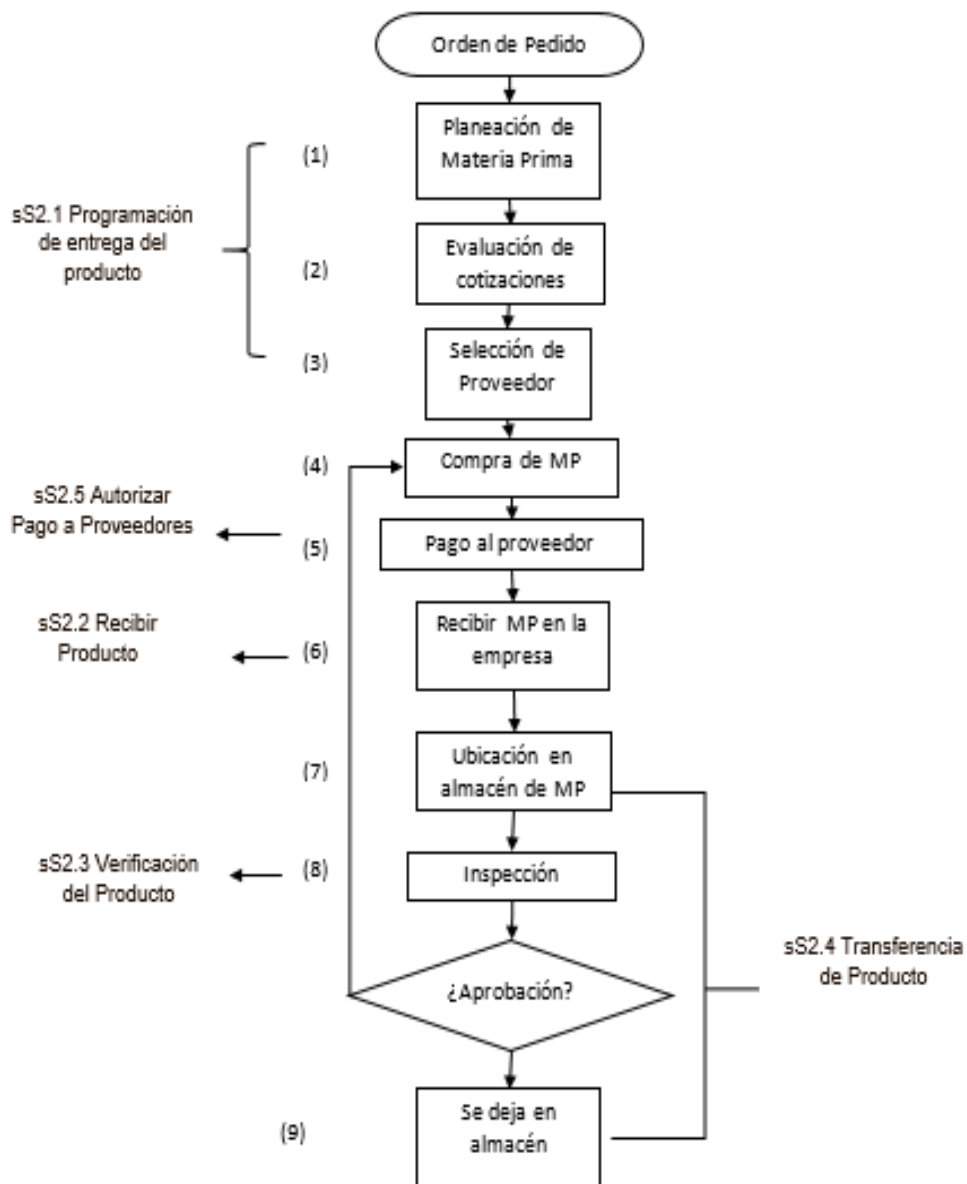 Orden de Pedido
(1)
Planeación de
Materia Prima
sS2.1 Programación
de entrega del
producto
(2)
Evaluación de
cotizaciones
(3)
Selección de
Proveedor
(4)
Compra de MP
sS2.5 Autorizar
Pago a Proveedores
(5)
Pago al proveedor
sS2.2 Recibir
Producto
(6)
Recibir MP en la
empresa
(7)
Ubicación en
almacén de MP
sS2.3 Verificación
del Producto
(8)
Inspección
¿Aprobación?
sS2.4 Transferencia
de Producto
(9)
Se deja en
almacén